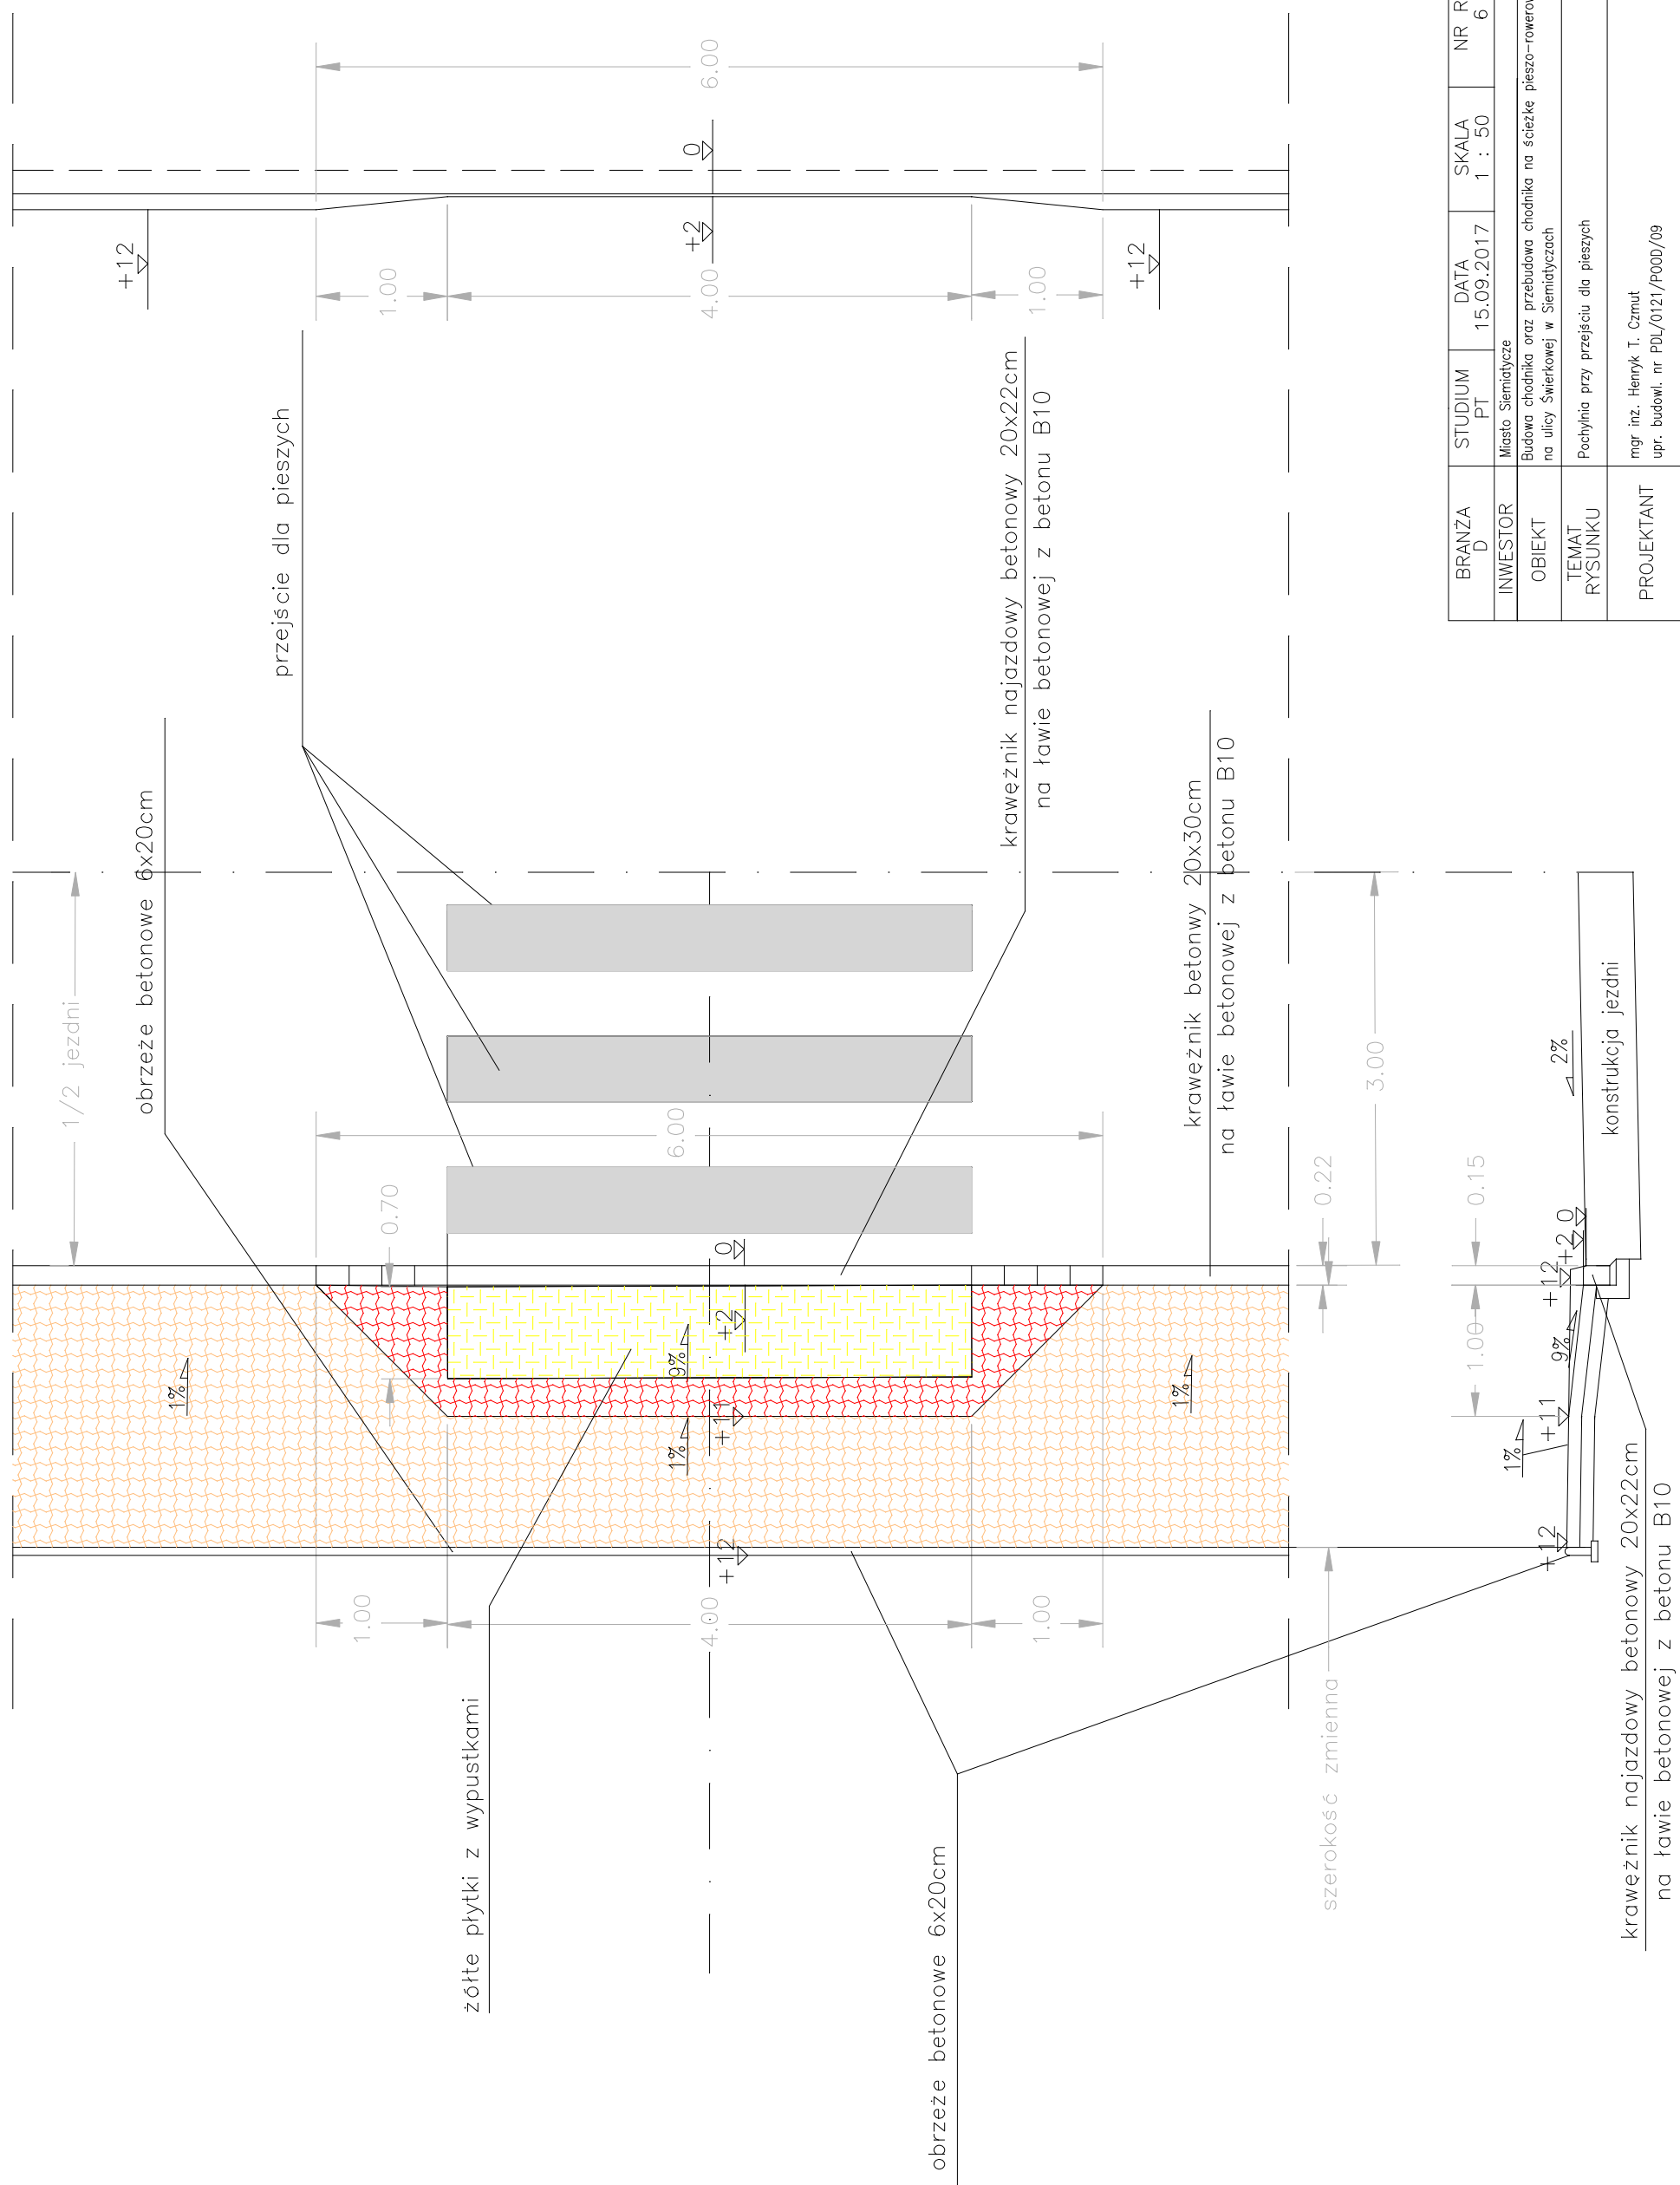 +12
+2
0
+12
6.00
1.00
4.00
1.00
przejście dla pieszych
1/2 jezdni
obrzeże betonowe 6x20cm
krawężnik najazdowy betonowy 20x22cm
na ławie betonowej z betonu B10
krawężnik betonwy 20x30cm
na ławie betonowej z betonu B10
6.00
0.70
0
+2
9%
1%
1%
1%
+11
+12
1.00
4.00
1.00
żółte płytki z wypustkami
obrzeże betonowe 6x20cm
szerokość zmienna
3.00
0.22
0.15
1.00
2%
konstrukcja jezdni
0
+2
+12
9%
+11
1%
+12
krawężnik najazdowy betonowy 20x22cm
na ławie betonowej z betonu B10
BRANŻA STUDIUM DATA SKALA NR
D PT 15.09.2017 1 : 50 6
INWESTOR Miasto Siemiatycze
OBIEKT Budowa chodnika oraz przebudowa chodnika na scieżkę
na ulicy Świerkowej w Siemiatyczach
TEMAT RYSUNKU Pochylnia przy przejściu dla pieszych
PROJEKTANT mgr inż. Henryk T. Czmut
upr. budowl. nr PDL/0121/POOD/09